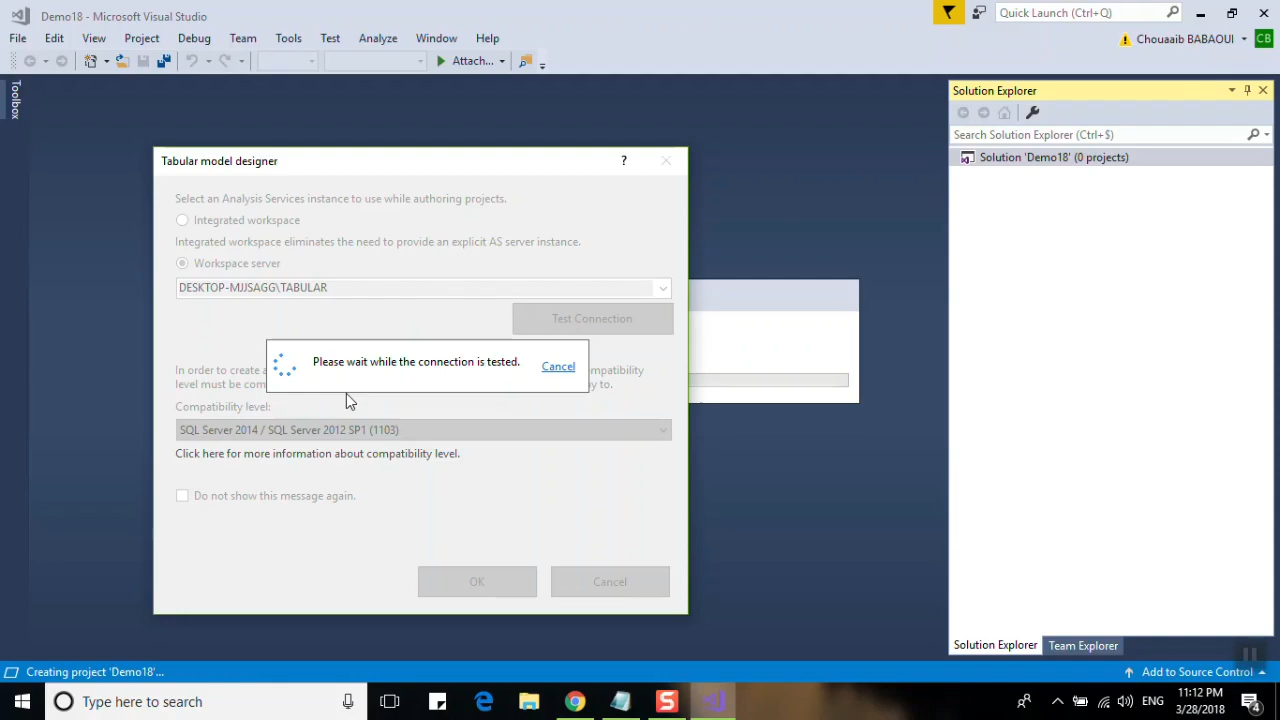 Demo18 - Microsoft Visual Studio
Quick Launch (Ctrl+Q)
File Edit View Project Debug Team Tools Test Analyze Window Help
Chouaaib BABAOUI CB
Attach...
Toolbox
Solution Explorer
Search Solution Explorer (Ctrl+$)
Solution 'Demo18' (0 projects)
Tabular model designer
?
Select an Analysis Services instance to use while authoring projects.
Integrated workspace
Integrated workspace eliminates the need to provide an explicit AS server instance.
Workspace server
DESKTOP-MJJSAGG\TABULAR
Test Connection
Please wait while the connection is tested. Cancel
In order to create a
level must be com
Compatibility level:
SQL Server 2014 / SQL Server 2012 SP1 (1103)
Click here for more information about compatibility level.
Do not show this message again.
OK Cancel
Solution Explorer Team Explorer
Creating project 'Demo18'...
Add to Source Control
Type here to search
ENG
11:12 PM
3/28/2018
4